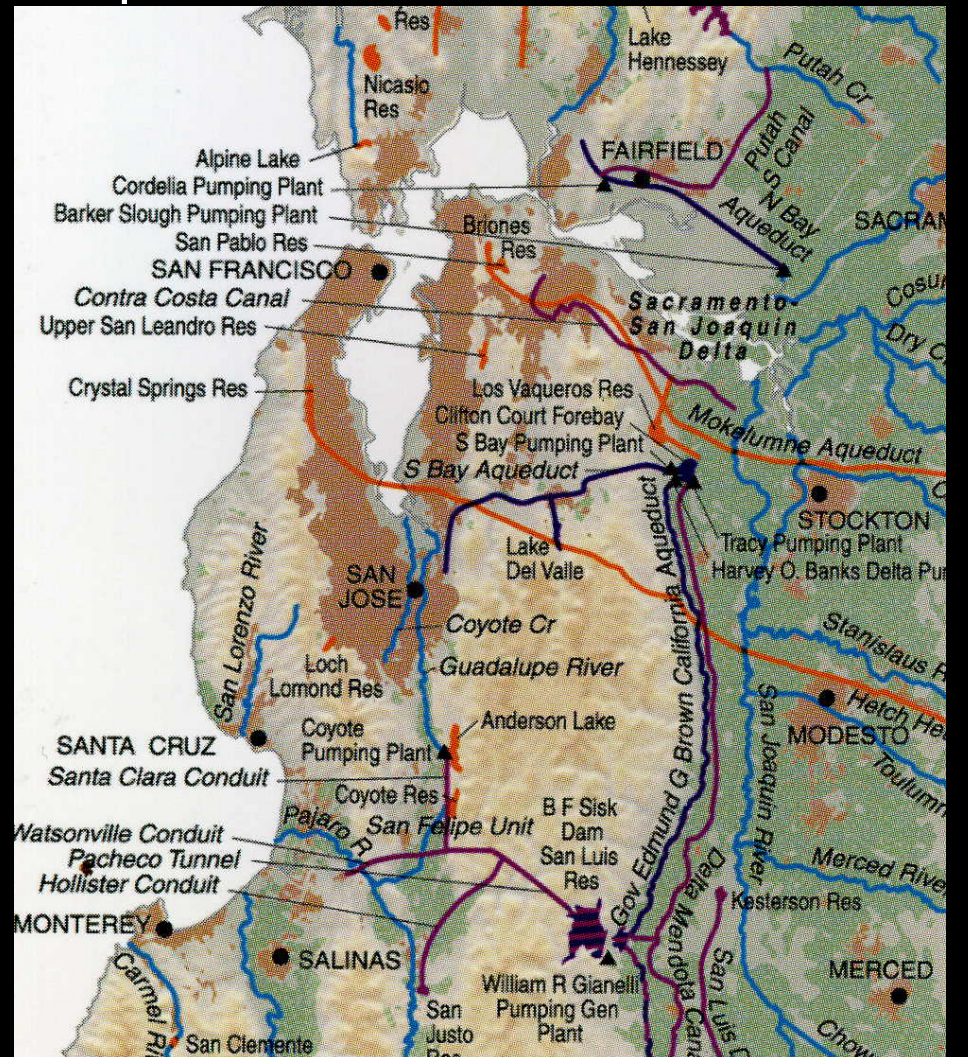 Res
Lake
Hennessey
Putah Cr
Nicasio
Res
Putah
S Canal
FAIRFIELD
Alpine Lake
Cordelia Pumping Plant
Barker Slough Pumping Plant
N Bay
Aqueduct
SACRAM
Briones
Res
San Pablo Res
SAN FRANCISCO
Contra Costa Canal
Sacramento-
San Joaquin
Delta
Cosu
Dry C
Upper San Leandro Res
Crystal Springs Res
Los Vaqueros Res
Clifton Court Forebay
S Bay Pumping Plant
Mokelumne Aqueduct
S Bay Aqueduct
STOCKTON
Tracy Pumping Plant
Harvey O. Banks Delta Pu
Lake
Del Valle
SAN
JOSE
San Lorenzo River
Coyote Cr
Guadalupe River
Stanislaus R
Loch
Lomond Res
Hetch He
Anderson Lake
Coyote
Pumping Plant
MODESTO
SANTA CRUZ
Santa Clara Conduit
Coyote Res
Toulumn
San Joaquin River
Gov Edmund G Brown California Aqueduct
B F Sisk
Dam
San Luis
Res
Pajaro R
San Felipe Unit
Watsonville Conduit
Pacheco Tunnel
Hollister Conduit
Merced Rive
Kesterson Res
MONTEREY
SALINAS
MERCED
Delta Mendota Cana
San Luis D
William R Gianelli
Pumping Gen
Plant
Carmel Ri
San Clemente
San
Justo
Res
Chow